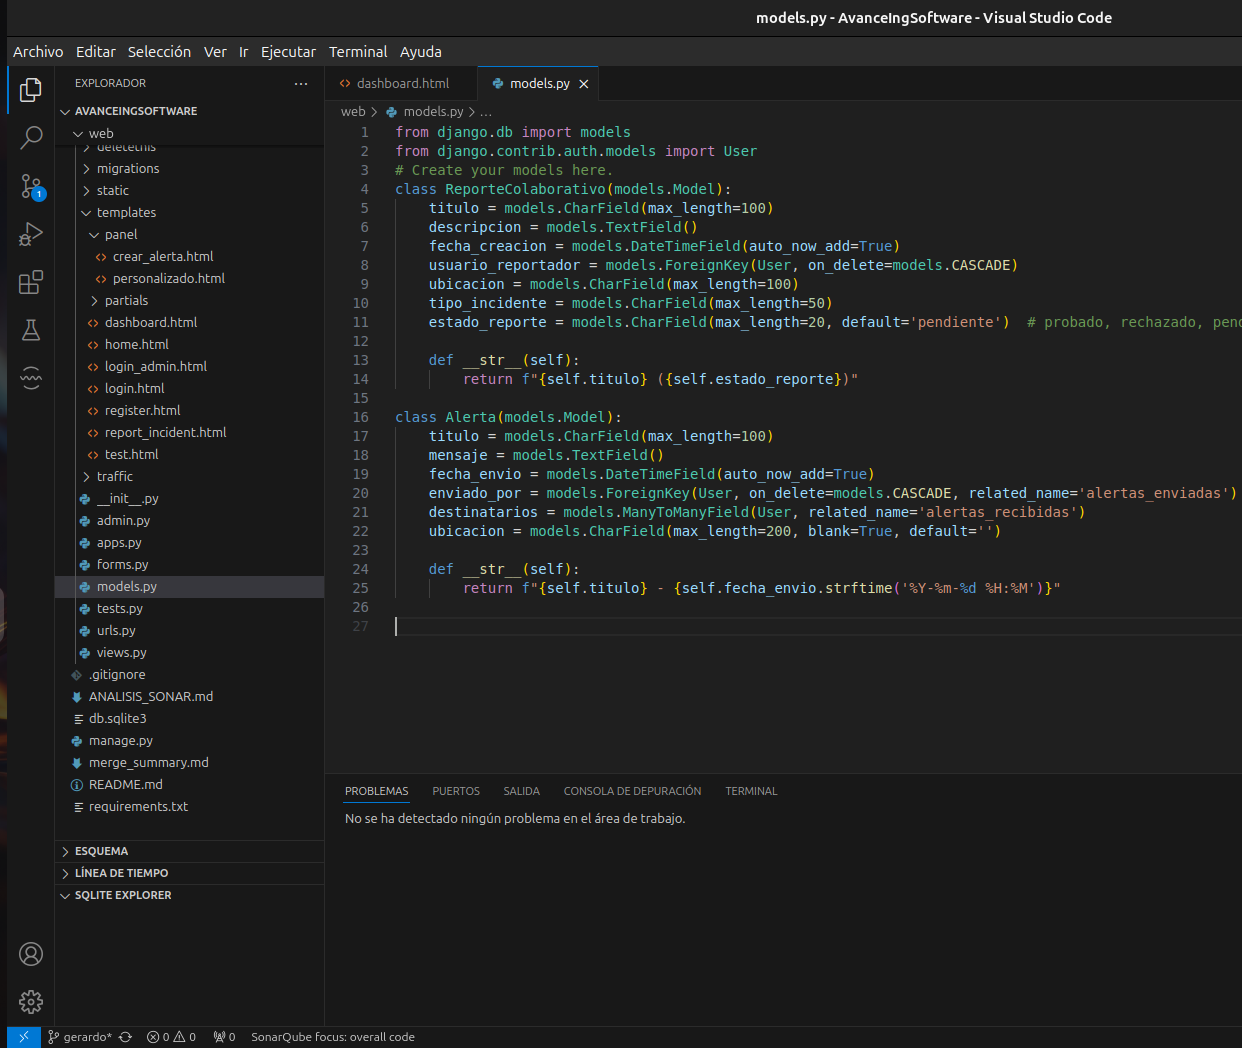 models.py - AvanceIngSoftware - Visual Studio Code
Archivo Editar Selección Ver Ir Ejecutar Terminal Ayuda
EXPLORADOR
AVANCEINGSOFTWARE
web
deletethis
migrations
static
templates
panel
crear_alerta.html
personalizado.html
partials
dashboard.html
home.html
login_admin.html
login.html
register.html
report_incident.html
test.html
traffic
__init__.py
admin.py
apps.py
forms.py
models.py
tests.py
urls.py
views.py
.gitignore
ANALISIS_SONAR.md
db.sqlite3
manage.py
merge_summary.md
README.md
requirements.txt
ESQUEMA
LÍNEA DE TIEMPO
SQLITE EXPLORER
1
dashboard.html models.py
web > models.py > ...
1 from django.db import models
2 from django.contrib.auth.models import User
3 # Create your models here.
4 class ReporteColaborativo(models.Model):
5 titulo = models.CharField(max_length=100)
6 descripcion = models.TextField()
7 fecha_creacion = models.DateTimeField(auto_now_add=True)
8 usuario_reportador = models.ForeignKey(User, on_delete=models.CASCADE)
9 ubicacion = models.CharField(max_length=100)
10 tipo_incidente = models.CharField(max_length=50)
11 estado_reporte = models.CharField(max_length=20, default='pendiente') # probado, rechazado, pend
12
13 def __str__(self):
14 return f"{self.titulo} ({self.estado_reporte})"
15
16 class Alerta(models.Model):
17 titulo = models.CharField(max_length=100)
18 mensaje = models.TextField()
19 fecha_envio = models.DateTimeField(auto_now_add=True)
20 enviado_por = models.ForeignKey(User, on_delete=models.CASCADE, related_name='alertas_enviadas')
21 destinatarios = models.ManyToManyField(User, related_name='alertas_recibidas')
22 ubicacion = models.CharField(max_length=200, blank=True, default='')
23
24 def __str__(self):
25 return f"{self.titulo} - {self.fecha_envio.strftime('%Y-%m-%d %H:%M')}"
26
27
PROBLEMAS PUERTOS SALIDA CONSOLA DE DEPURACIÓN TERMINAL
No se ha detectado ningún problema en el área de trabajo.
gerardo* 0 0 0 SonarQube focus: overall code